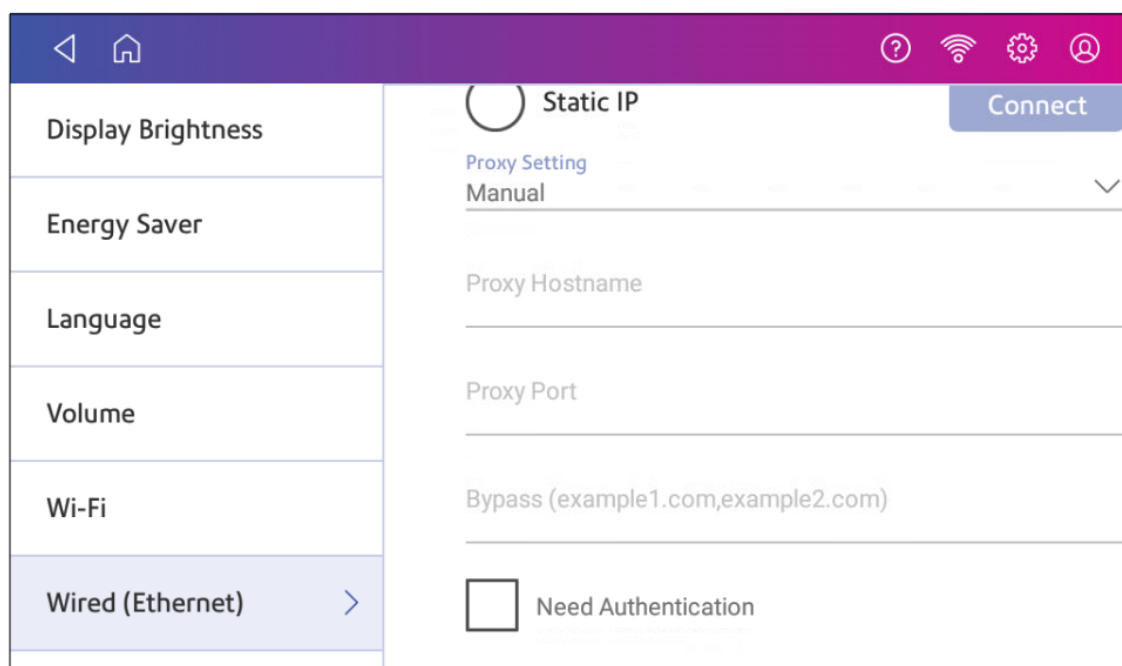 Display Brightness
Energy Saver
Language
Volume
Wi-Fi
Wired (Ethernet)
Static IP
Connect
Proxy Setting
Manual
Proxy Hostname
Proxy Port
Bypass (example1.com,example2.com)
Need Authentication